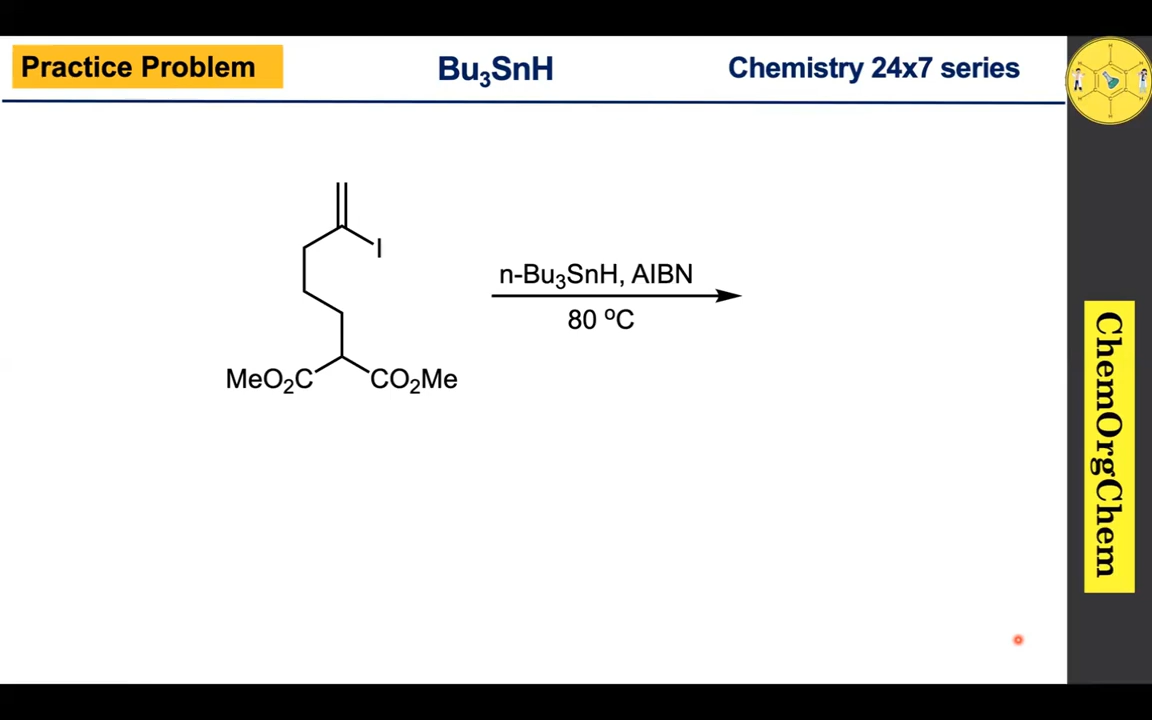 Practice Problem
Bu₃SnH
Chemistry 24x7 series
I
n-Bu₃SnH, AIBN
80 ºC
MeO₂C
CO₂Me
ChemOrgChem